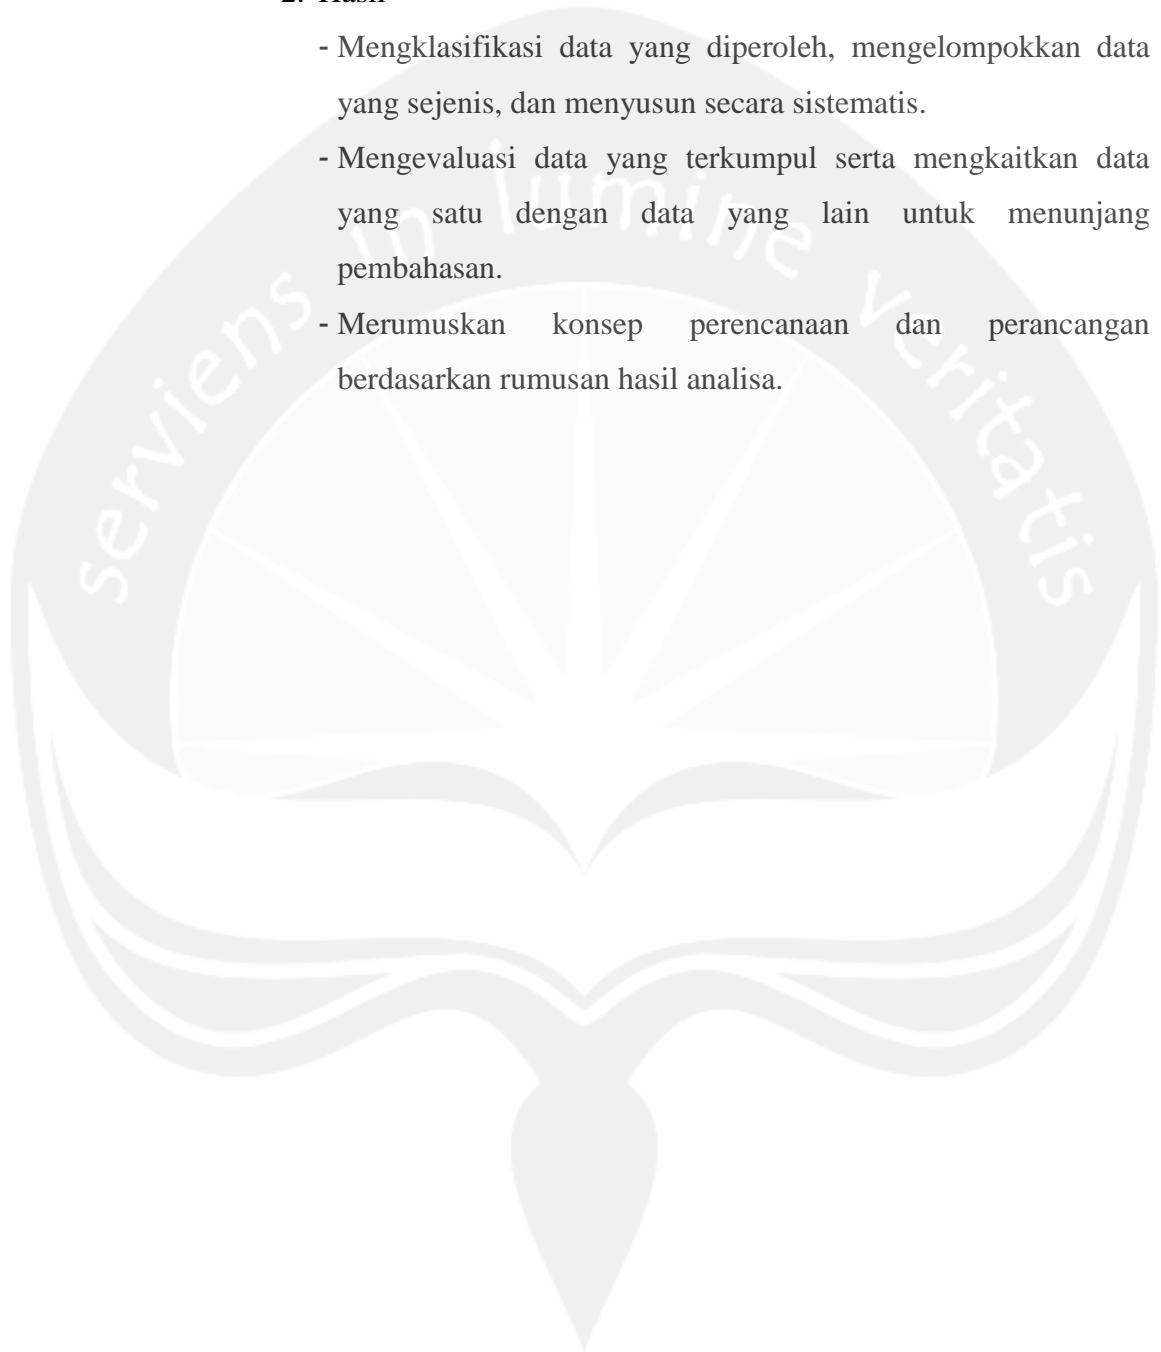 2. Hasil
- Mengklasifikasi data yang diperoleh, mengelompokkan data
yang sejenis, dan menyusun secara sistematis.
- Mengevaluasi data yang terkumpul serta mengkaitkan data
yang satu dengan data yang lain untuk menunjang
pembahasan.
- Merumuskan konsep perencanaan dan perancangan
berdasarkan rumusan hasil analisa.
serviens in lumine veritatis